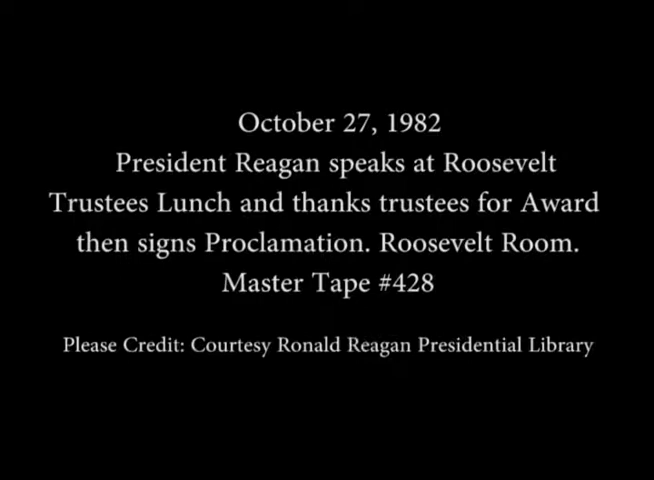 October 27, 1982
President Reagan speaks at Roosevelt
Trustees Lunch and thanks trustees for Award
then signs Proclamation. Roosevelt Room.
Master Tape #428
Please Credit: Courtesy Ronald Reagan Presidential Library